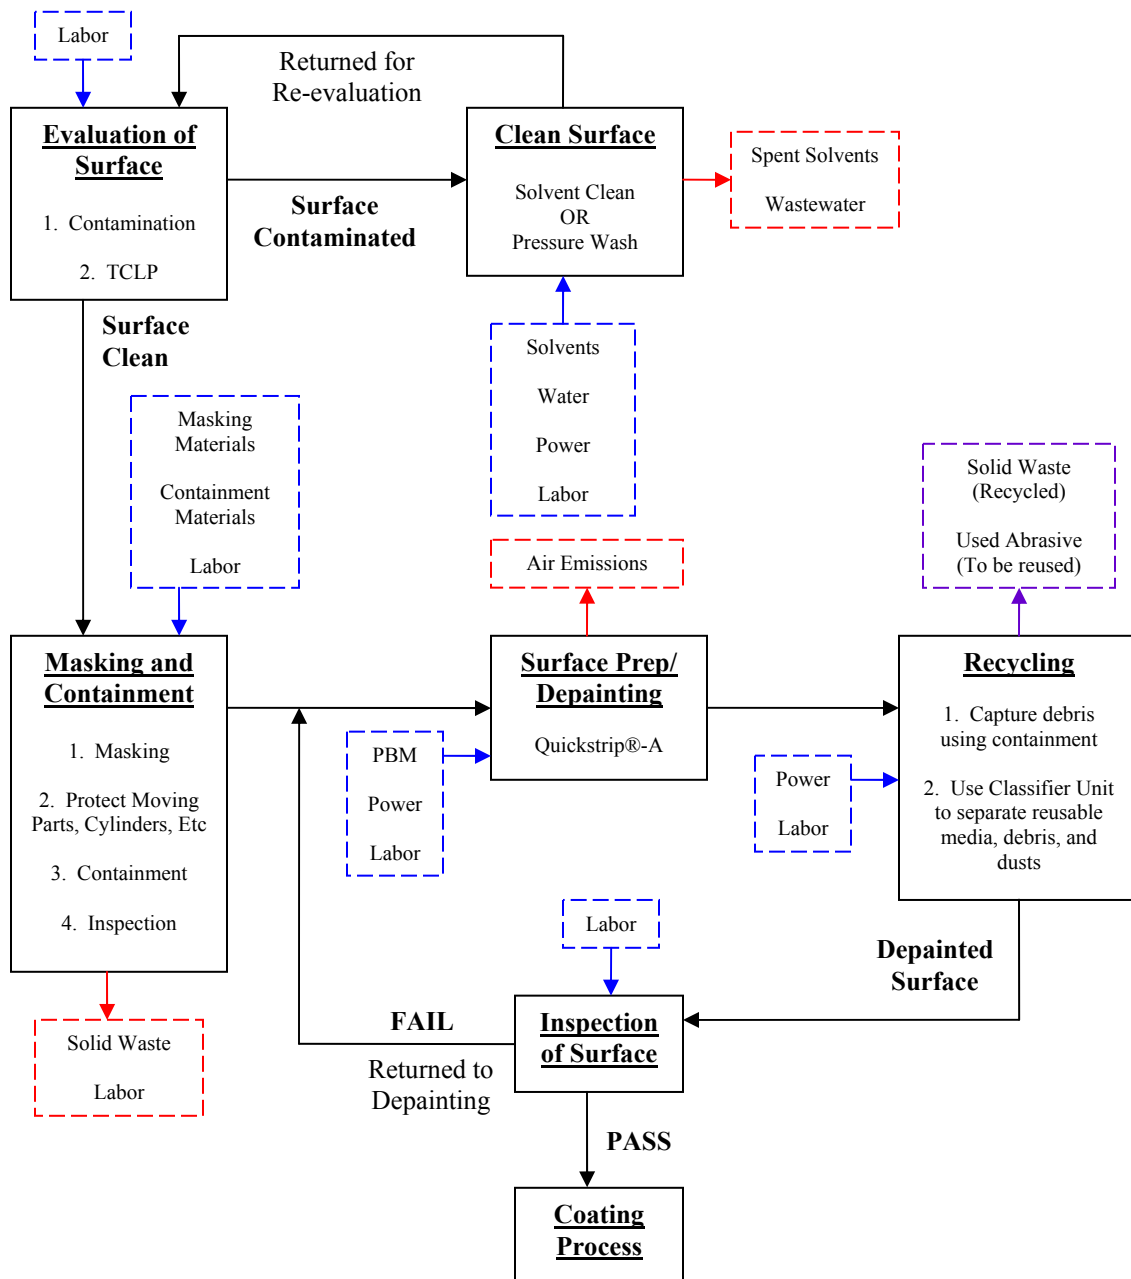 Labor
Returned for
Re-evaluation
Evaluation of
Surface
1. Contamination
2. TCLP
Surface
Contaminated
Clean Surface
Solvent Clean
OR
Pressure Wash
Spent Solvents
Wastewater
Surface
Clean
Solvents
Water
Power
Labor
Masking
Materials
Containment
Materials
Labor
Air Emissions
Solid Waste
(Recycled)
Used Abrasive
(To be reused)
Masking and
Containment
1. Masking
2. Protect Moving
Parts, Cylinders, Etc
3. Containment
4. Inspection
PBM
Power
Labor
Surface Prep/
Depainting
Quickstrip®-A
Power
Labor
Recycling
1. Capture debris
using containment
2. Use Classifier Unit
to separate reusable
media, debris, and
dusts
Solid Waste
Labor
FAIL
Returned to
Depainting
Labor
Inspection
of Surface
Depainted
Surface
PASS
Coating
Process